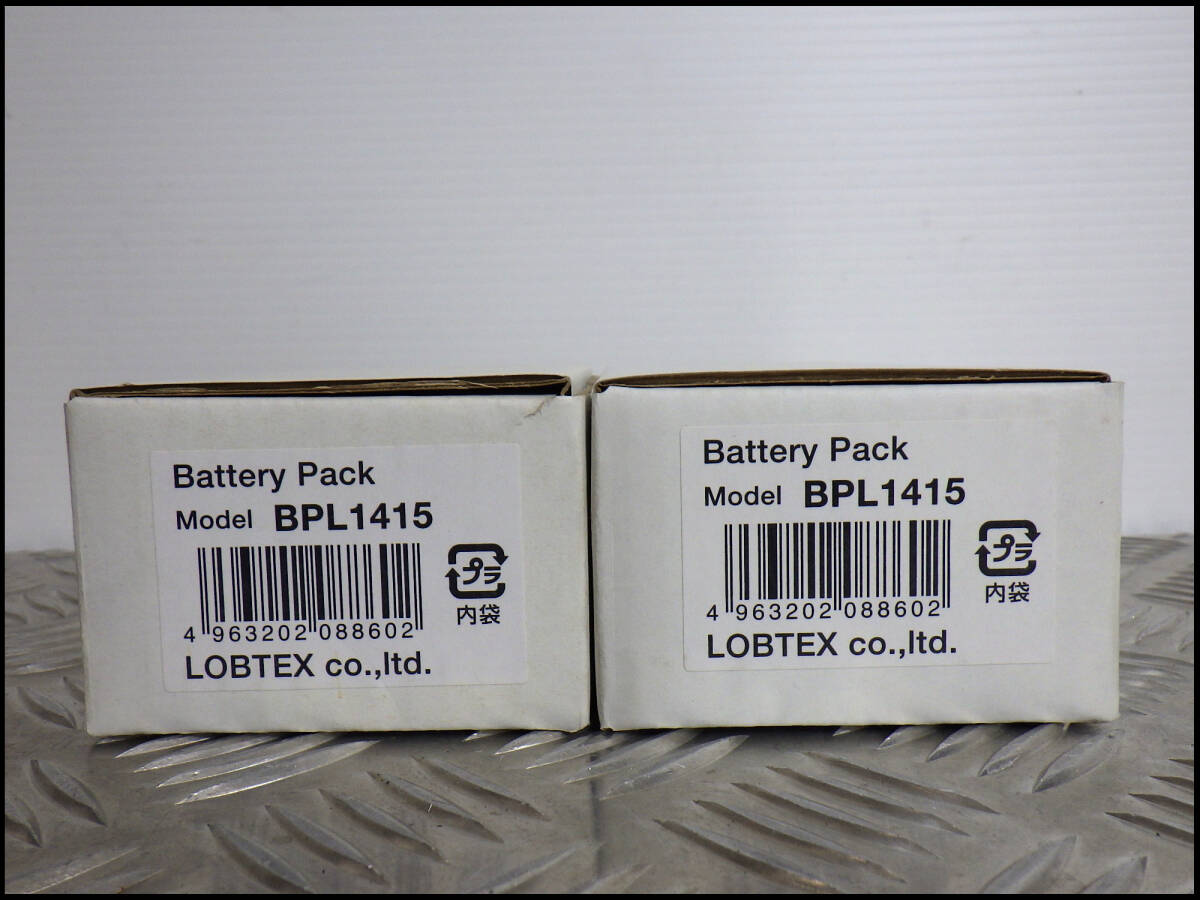 Battery Pack
Model BPL1415
プラ
内袋
4 963202 088602
LOBTEX co.,ltd.
Battery Pack
Model BPL1415
プラ
内袋
4 963202 088602
LOBTEX co.,ltd.